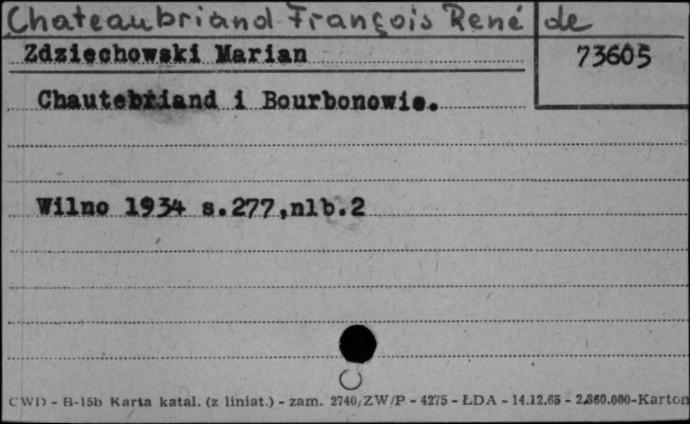 Chateaubriand François René de
Zdziechowski Marian
73605
Chautebriand i Bourbonowie.
Wilno 1934 s.277,nlb.2
CWD - B-15b Karta katal. (z liniat.) - zam. 2740/ZW/P - 4275 - ŁDA - 14.12.65 - 2.860.000-Karton